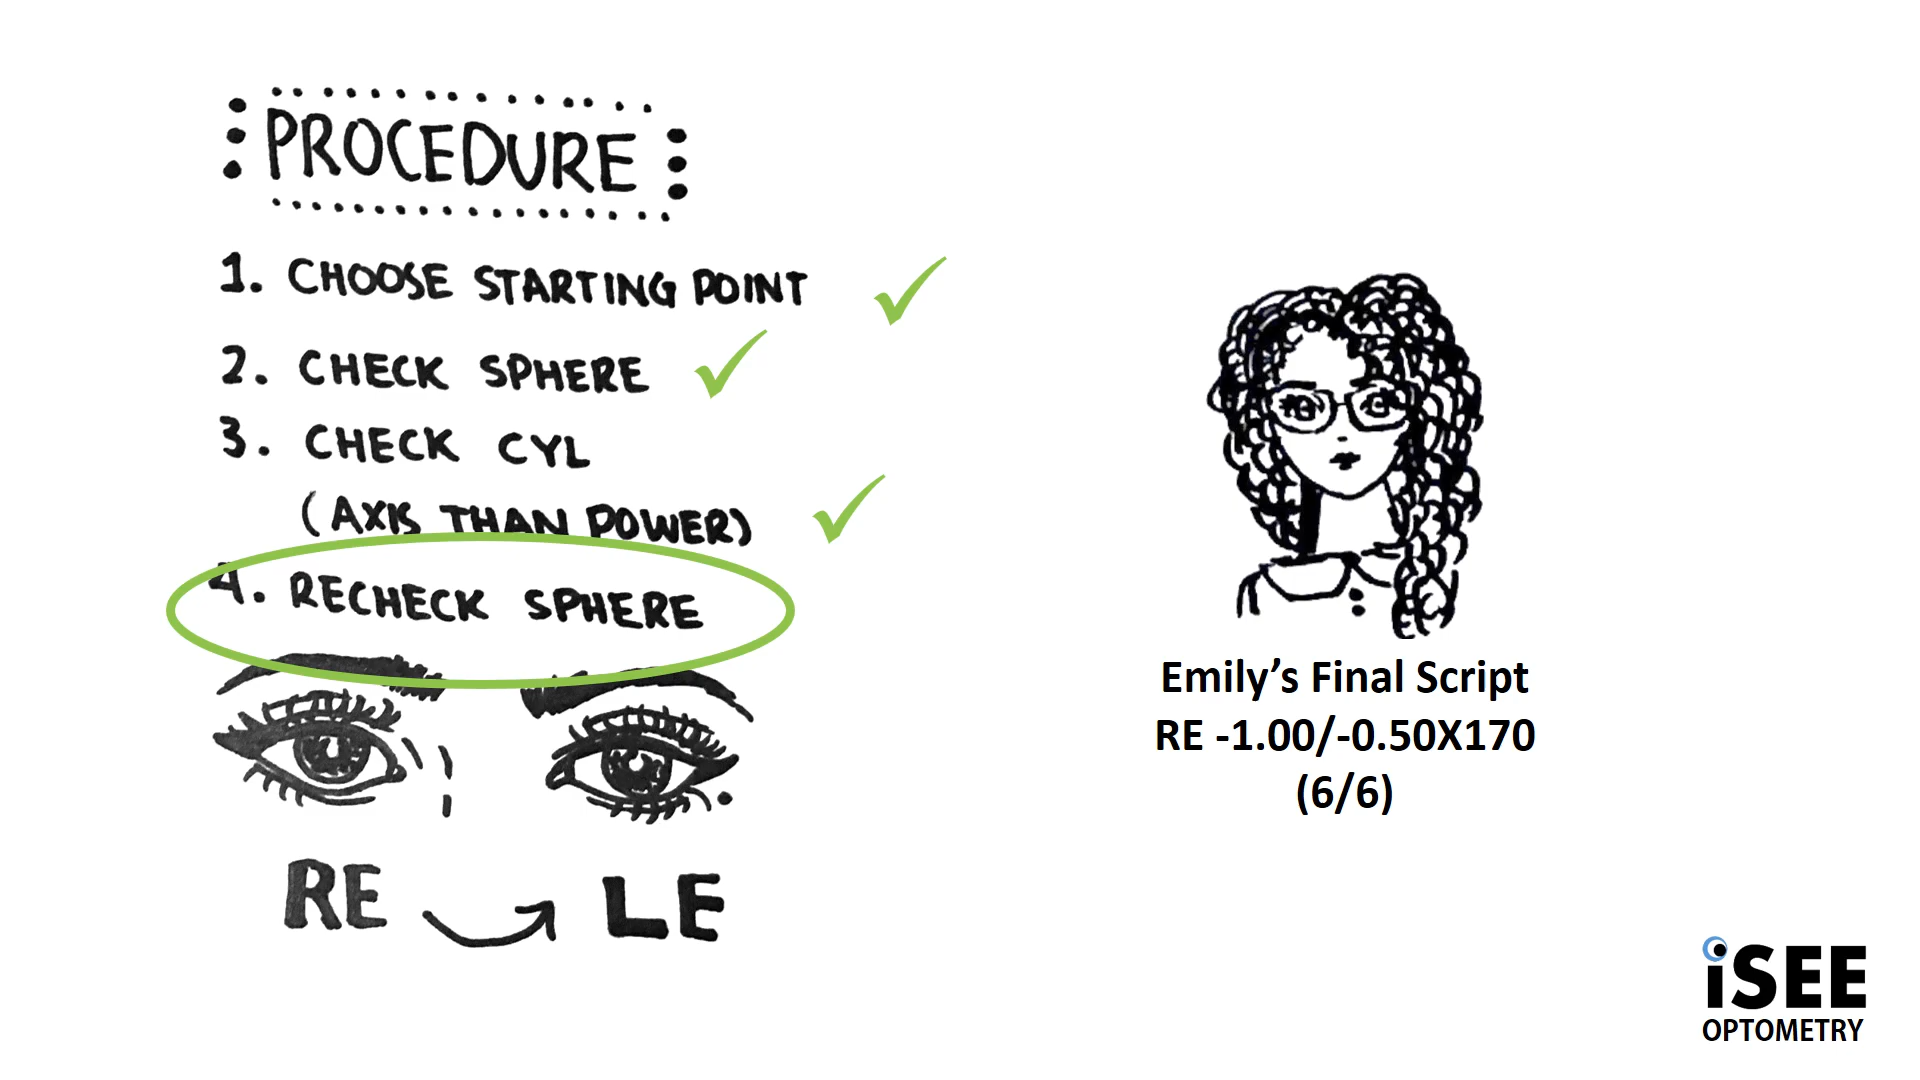 PROCEDURE
1. CHOOSE STARTING POINT
2. CHECK SPHERE
3. CHECK CYL
(AXIS THAN POWER)
4. RECHECK SPHERE
RE LE
Emily's Final Script
RE -1.00/-0.50X170
(6/6)
iSEE
OPTOMETRY